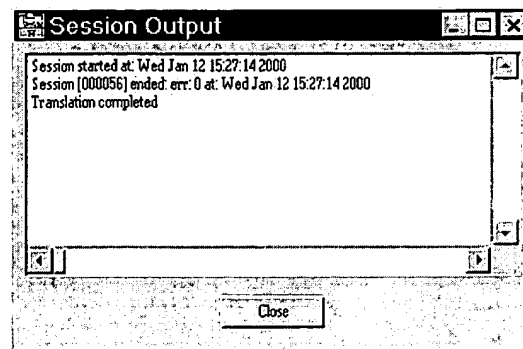 Session Output
Session started at: Wed Jan 12 15:27:14 2000
Session [000056] ended: err: 0 at: Wed Jan 12 15:27:14 2000
Translation completed
Close